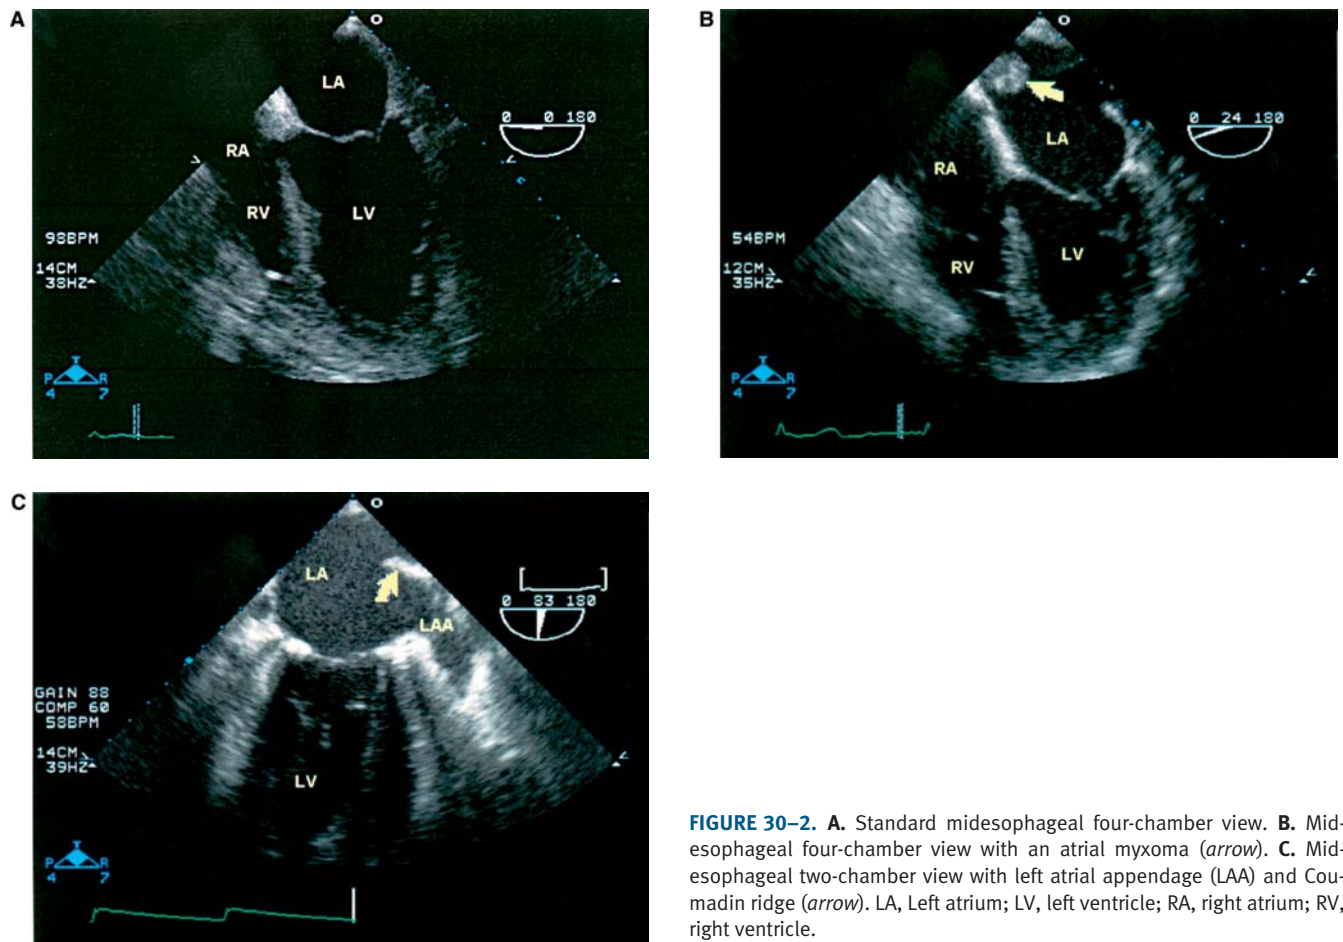 A
LA
RA
RV
LV
0 0 180
98BPM
14CM
38HZ
T
P R
4 7
B
LA
RA
RV
LV
0 24 180
54BPM
12CM
35HZ
T
P R
4 7
C
LA
LAA
LV
0 83 180
GAIN 88
COMP 60
58BPM
14CM
39HZ
T
P R
4 7
FIGURE 30–2. A. Standard midesophageal four-chamber view. B. Mid-
esophageal four-chamber view with an atrial myxoma (arrow). C. Mid-
esophageal two-chamber view with left atrial appendage (LAA) and Cou-
madin ridge (arrow). LA, Left atrium; LV, left ventricle; RA, right atrium; RV,
right ventricle.